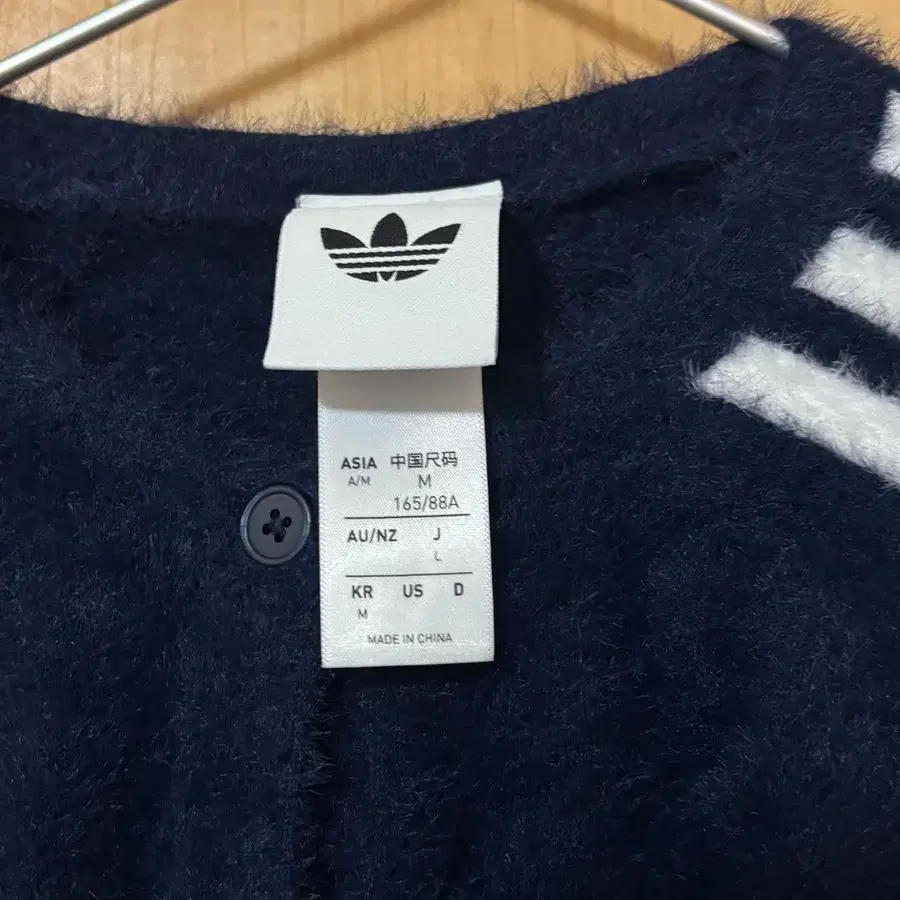 ASIA 中国尺码
A/M M
165/88A
AU/NZ J
L
KR US D
M
MADE IN CHINA